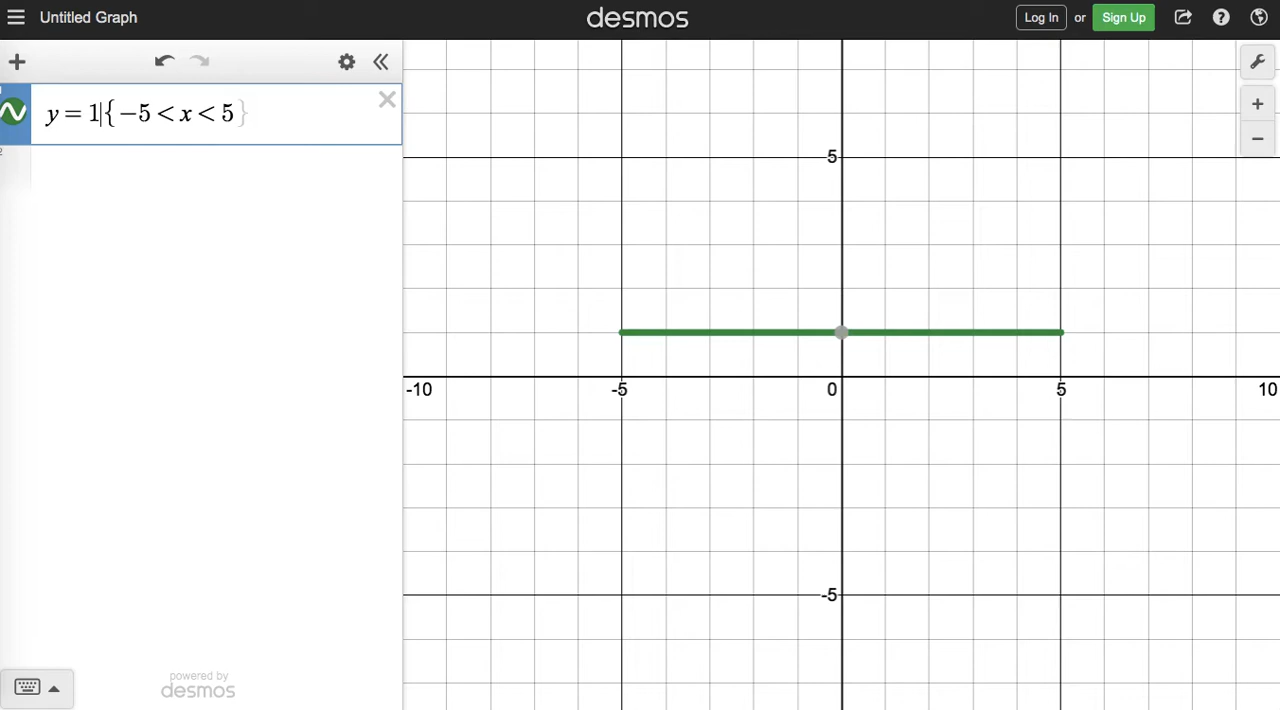 Untitled Graph
desmos
Log In or Sign Up
y = 1{−5 < x < 5}
2
powered by
desmos
5
-10 -5 0 5 10
-5